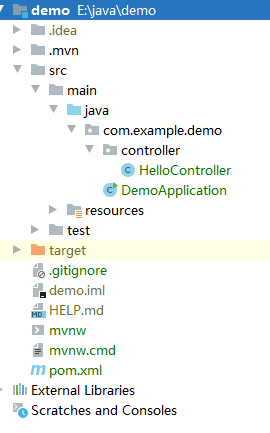 demo E:\java\demo
.idea
.mvn
src
main
java
com.example.demo
controller
HelloController
DemoApplication
resources
test
target
.gitignore
demo.iml
HELP.md
mvnw
mvnw.cmd
pom.xml
External Libraries
Scratches and Consoles